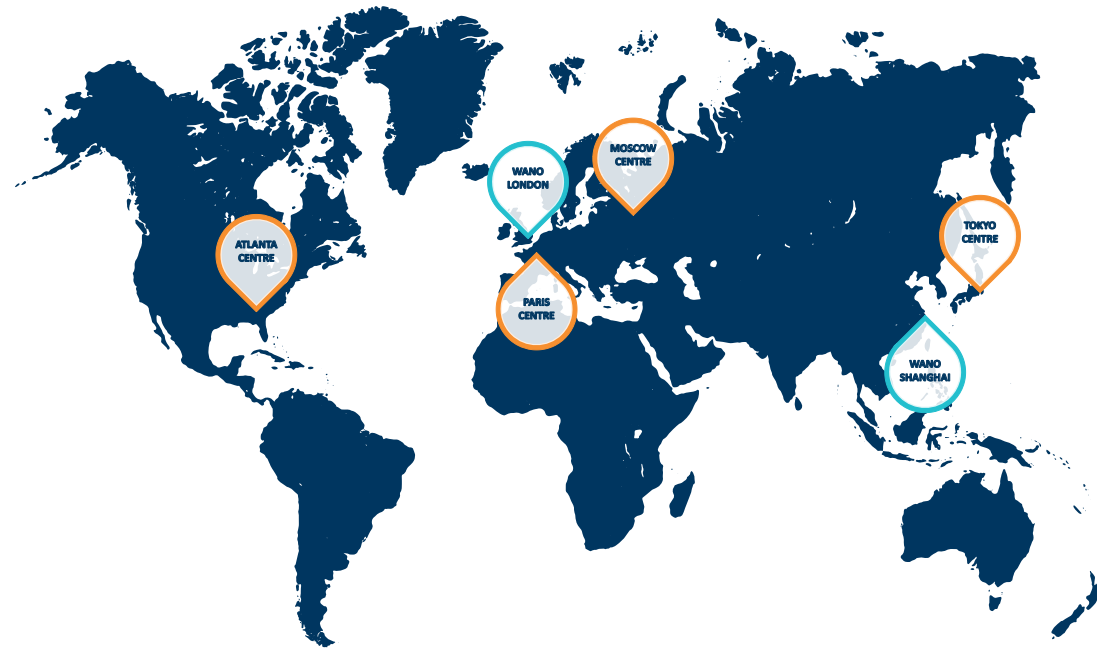 MOSCOW
CENTRE
WANO
LONDON
TOKYO
CENTRE
ATLANTA
CENTRE
PARIS
CENTRE
WANO
SHANGHAI